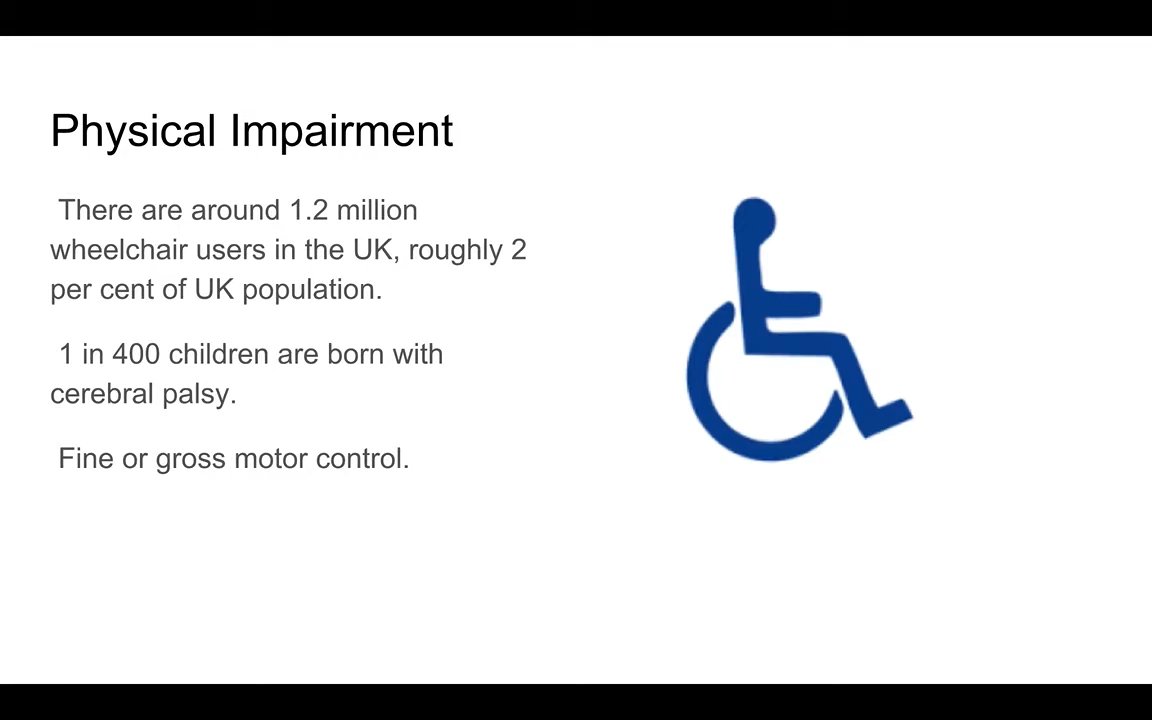 Physical Impairment
There are around 1.2 million
wheelchair users in the UK, roughly 2
per cent of UK population.
1 in 400 children are born with
cerebral palsy.
Fine or gross motor control.